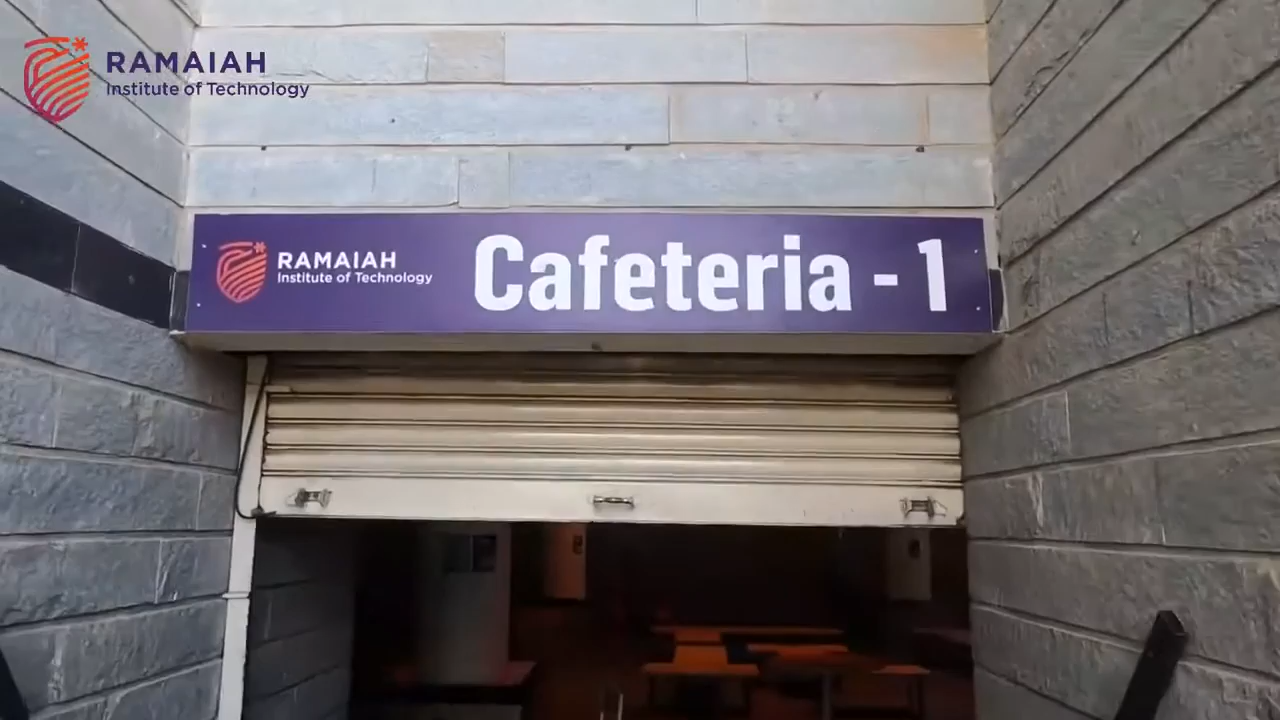 RAMAIAH
Institute of Technology
RAMAIAH
Institute of Technology
Cafeteria - 1